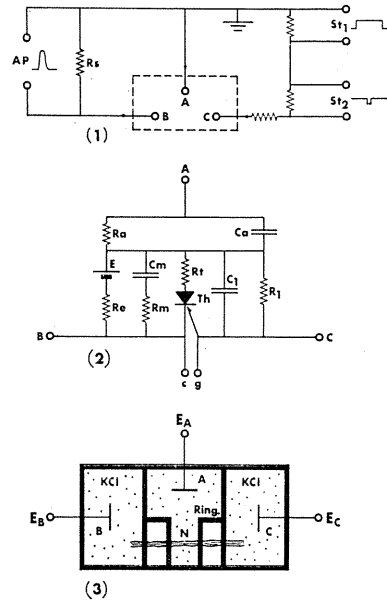 St1
AP
Rs
A
B
C
St2
(1)
A
Ra
Ca
E
Cm
Rt
C1
Th
R1
Re
Rm
B
C
(2)
c
g
EA
KCl
A
KCl
Ring.
EB
B
N
C
EC
(3)